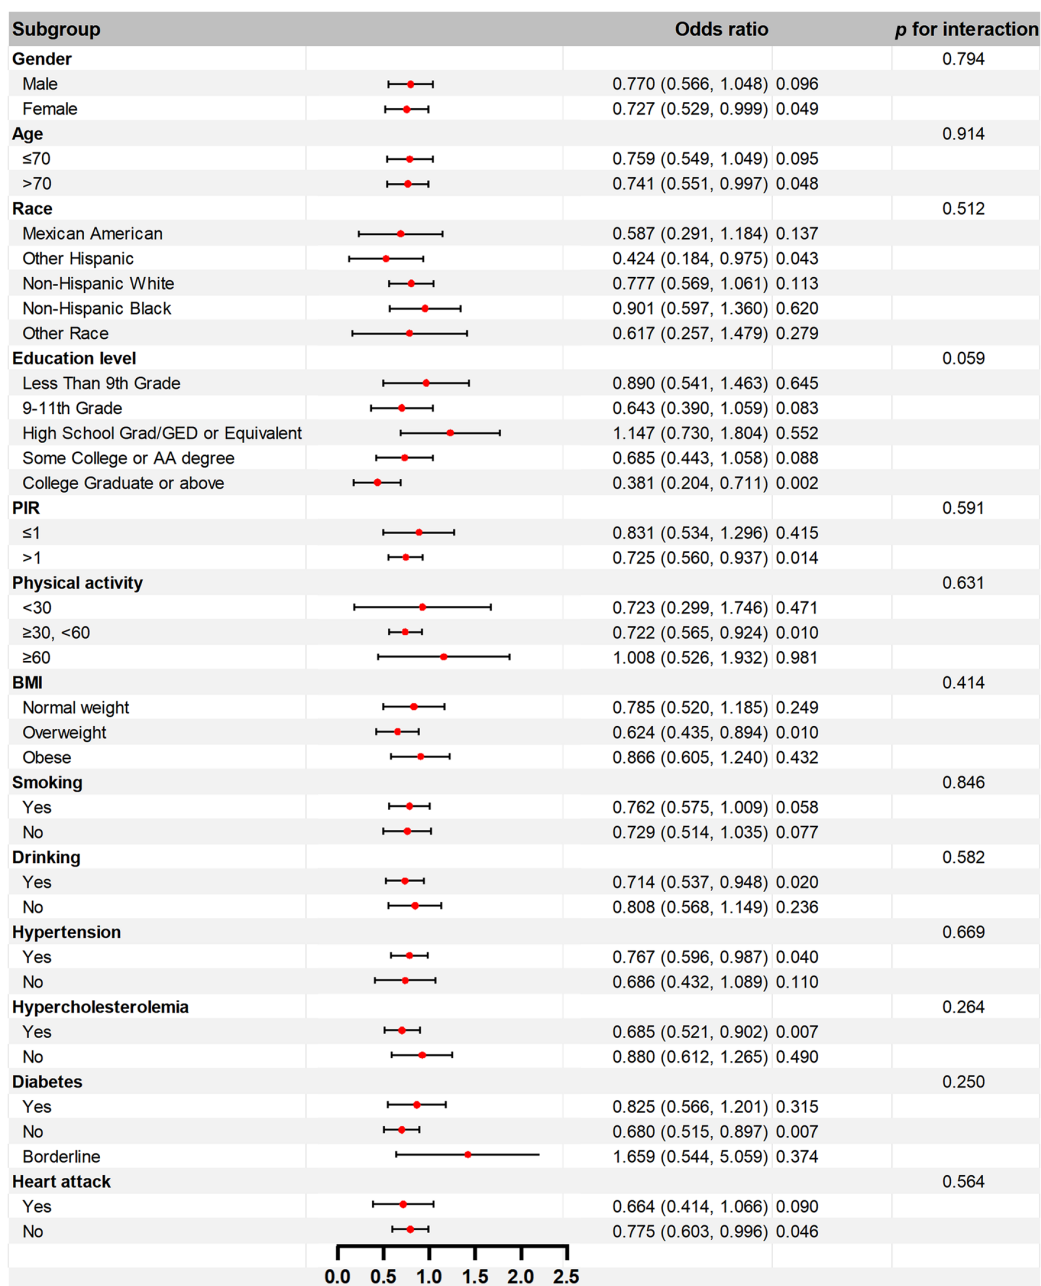 Subgroup Odds ratio p for interaction
Gender 0.794
Male 0.770 (0.566, 1.048) 0.096
Female 0.727 (0.529, 0.999) 0.049
Age 0.914
≤70 0.759 (0.549, 1.049) 0.095
>70 0.741 (0.551, 0.997) 0.048
Race 0.512
Mexican American 0.587 (0.291, 1.184) 0.137
Other Hispanic 0.424 (0.184, 0.975) 0.043
Non-Hispanic White 0.777 (0.569, 1.061) 0.113
Non-Hispanic Black 0.901 (0.597, 1.360) 0.620
Other Race 0.617 (0.257, 1.479) 0.279
Education level 0.059
Less Than 9th Grade 0.890 (0.541, 1.463) 0.645
9-11th Grade 0.643 (0.390, 1.059) 0.083
High School Grad/GED or Equivalent 1.147 (0.730, 1.804) 0.552
Some College or AA degree 0.685 (0.443, 1.058) 0.088
College Graduate or above 0.381 (0.204, 0.711) 0.002
PIR 0.591
≤1 0.831 (0.534, 1.296) 0.415
>1 0.725 (0.560, 0.937) 0.014
Physical activity 0.631
<30 0.723 (0.299, 1.746) 0.471
≥30, <60 0.722 (0.565, 0.924) 0.010
≥60 1.008 (0.526, 1.932) 0.981
BMI 0.414
Normal weight 0.785 (0.520, 1.185) 0.249
Overweight 0.624 (0.435, 0.894) 0.010
Obese 0.866 (0.605, 1.240) 0.432
Smoking 0.846
Yes 0.762 (0.575, 1.009) 0.058
No 0.729 (0.514, 1.035) 0.077
Drinking 0.582
Yes 0.714 (0.537, 0.948) 0.020
No 0.808 (0.568, 1.149) 0.236
Hypertension 0.669
Yes 0.767 (0.596, 0.987) 0.040
No 0.686 (0.432, 1.089) 0.110
Hypercholesterolemia 0.264
Yes 0.685 (0.521, 0.902) 0.007
No 0.880 (0.612, 1.265) 0.490
Diabetes 0.250
Yes 0.825 (0.566, 1.201) 0.315
No 0.680 (0.515, 0.897) 0.007
Borderline 1.659 (0.544, 5.059) 0.374
Heart attack 0.564
Yes 0.664 (0.414, 1.066) 0.090
No 0.775 (0.603, 0.996) 0.046
0.0 0.5 1.0 1.5 2.0 2.5